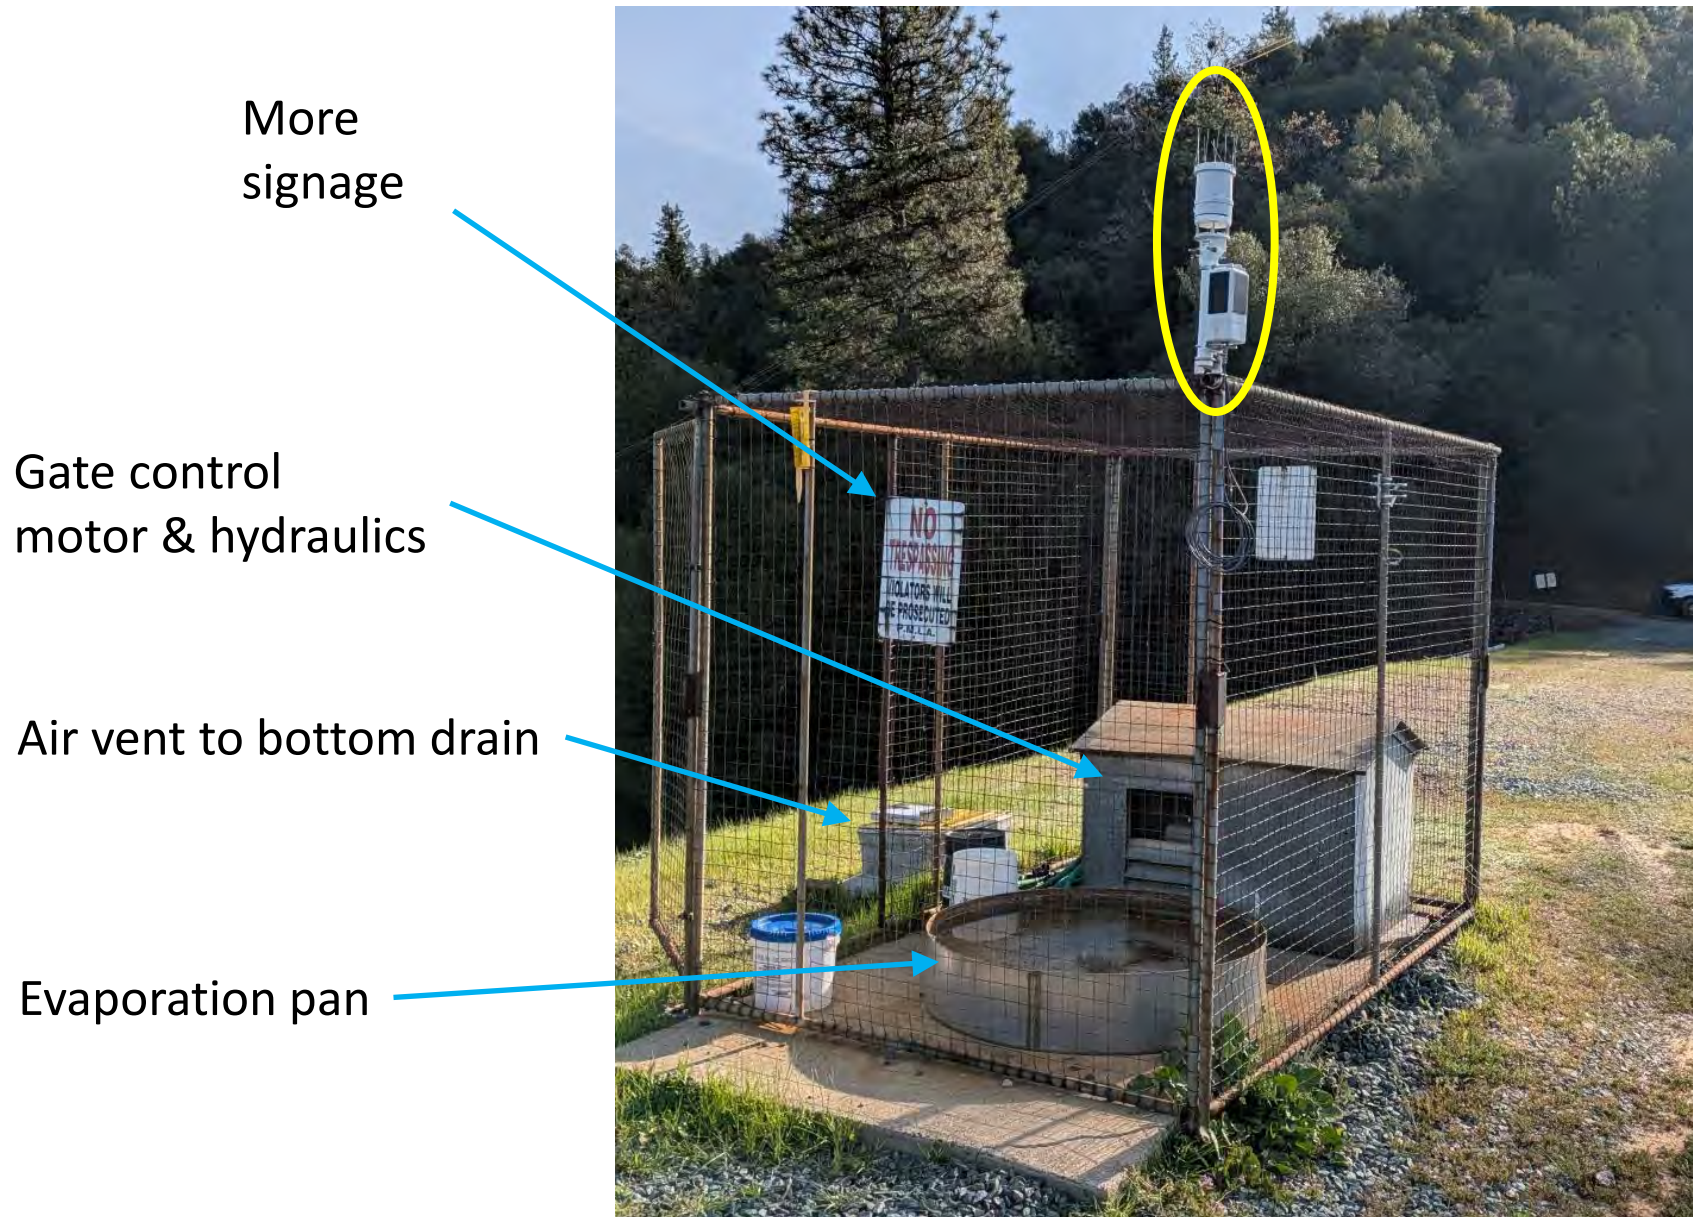 More
signage
Gate control
motor & hydraulics
Air vent to bottom drain
Evaporation pan
NO
TRESPASSING
VIOLATORS WILL
BE PROSECUTED